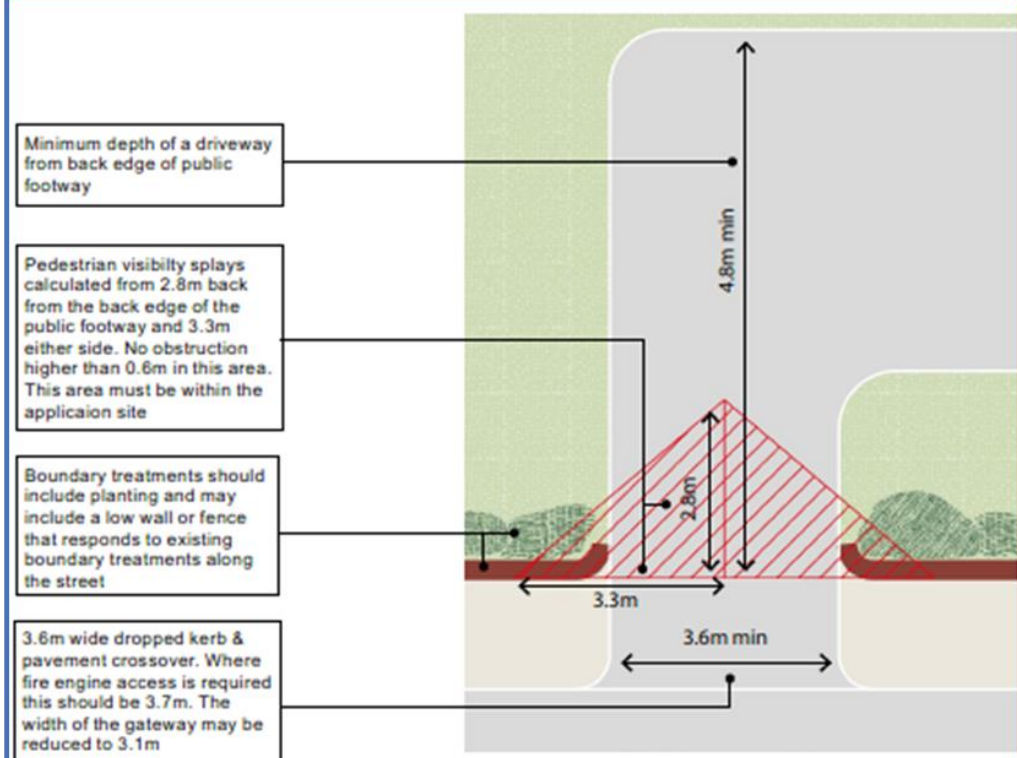 Minimum depth of a driveway
from back edge of public
footway
Pedestrian visibilty splays
calculated from 2.8m back
from the back edge of the
public footway and 3.3m
either side. No obstruction
higher than 0.6m in this area.
This area must be within the
applicaion site
Boundary treatments should
include planting and may
include a low wall or fence
that responds to existing
boundary treatments along
the street
3.6m wide dropped kerb &
pavement crossover. Where
fire engine access is required
this should be 3.7m. The
width of the gateway may be
reduced to 3.1m
4.8m min
2.8m
3.3m
3.6m min